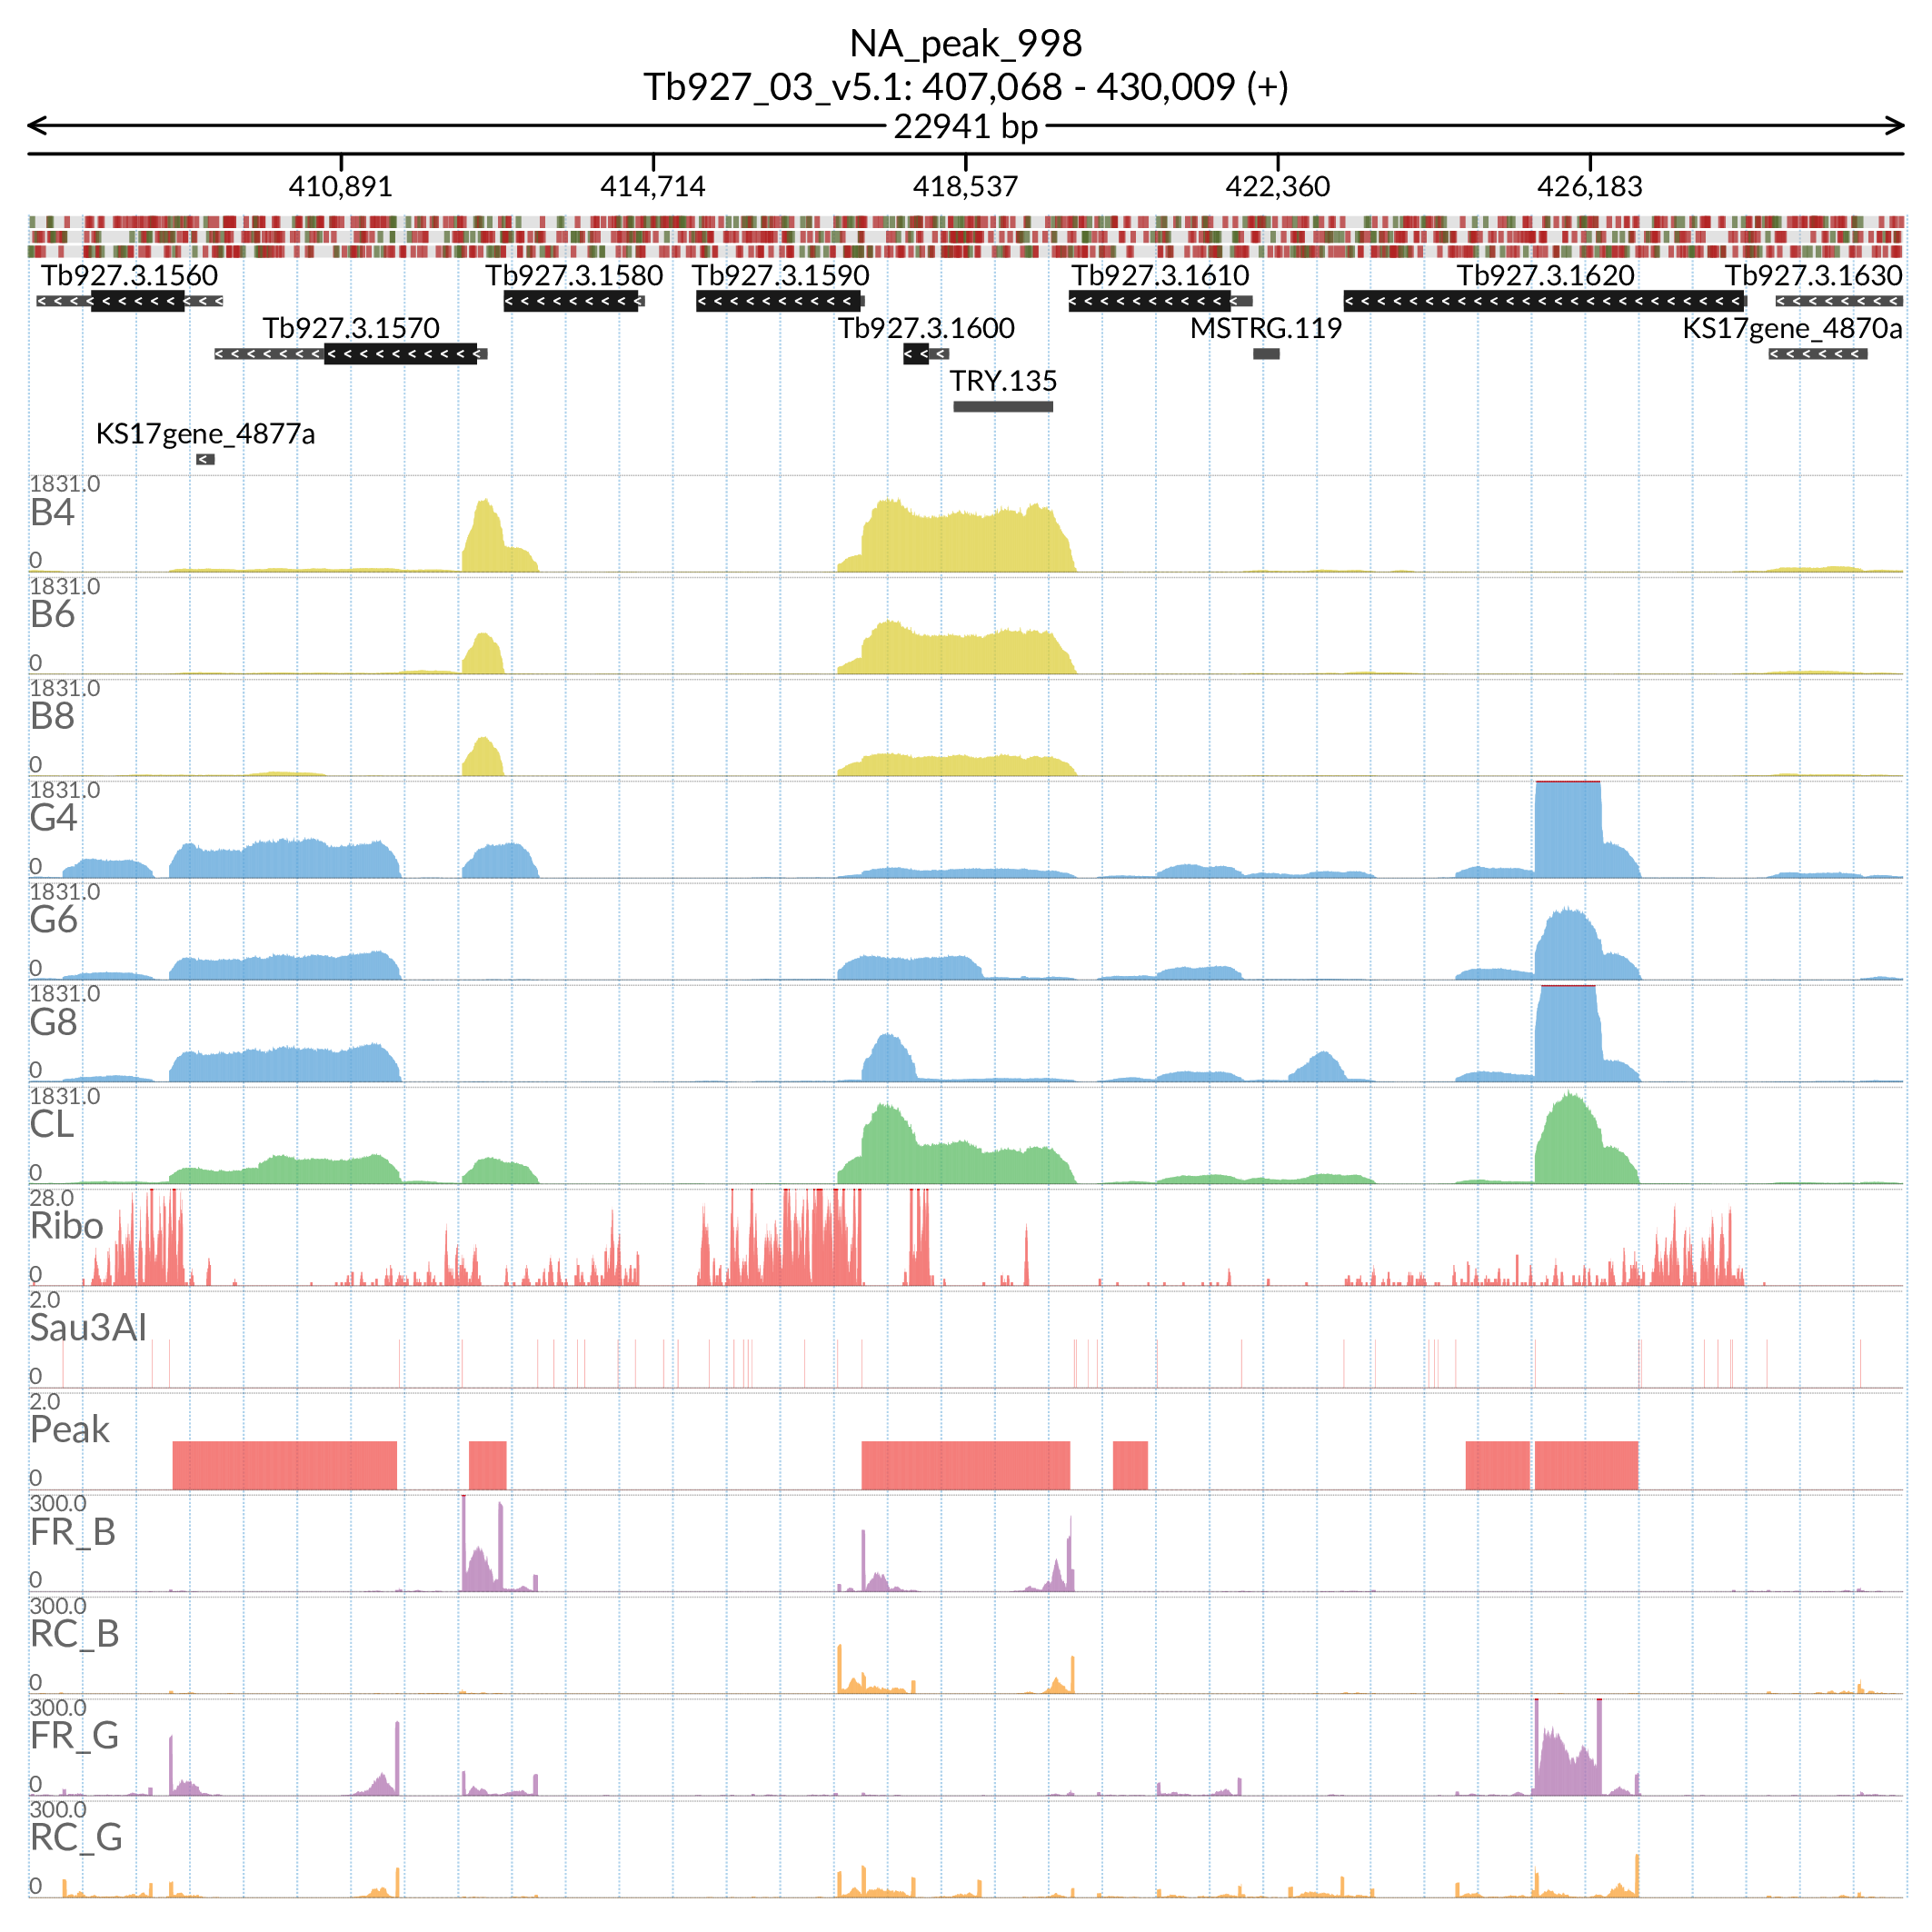 NA_peak_998
Tb927_03_v5.1: 407,068 - 430,009 (+)
22941 bp
410,891 414,714 418,537 422,360 426,183
Tb927.3.1560 Tb927.3.1580 Tb927.3.1590 Tb927.3.1610 Tb927.3.1620 Tb927.3.1630
Tb927.3.1570 Tb927.3.1600 MSTRG.119 KS17gene_4870a
TRY.135
KS17gene_4877a
1831.0
B4
0
1831.0
B6
0
1831.0
B8
0
1831.0
G4
0
1831.0
G6
0
1831.0
G8
0
1831.0
CL
0
28.0
Ribo
0
2.0
Sau3AI
0
2.0
Peak
0
300.0
FR_B
0
300.0
RC_B
0
300.0
FR_G
0
300.0
RC_G
0